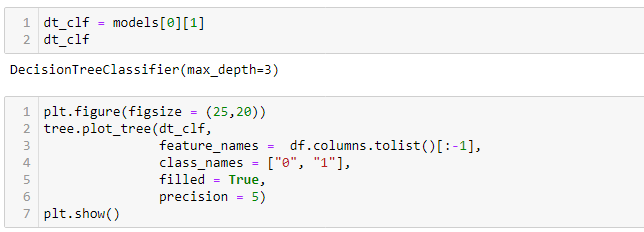 1 dt_clf = models[0][1]
2 dt_clf
DecisionTreeClassifier(max_depth=3)
1 plt.figure(figsize = (25,20))
2 tree.plot_tree(dt_clf,
3 feature_names =  df.columns.tolist()[:-1],
4 class_names = ["0", "1"],
5 filled = True,
6 precision = 5)
7 plt.show()